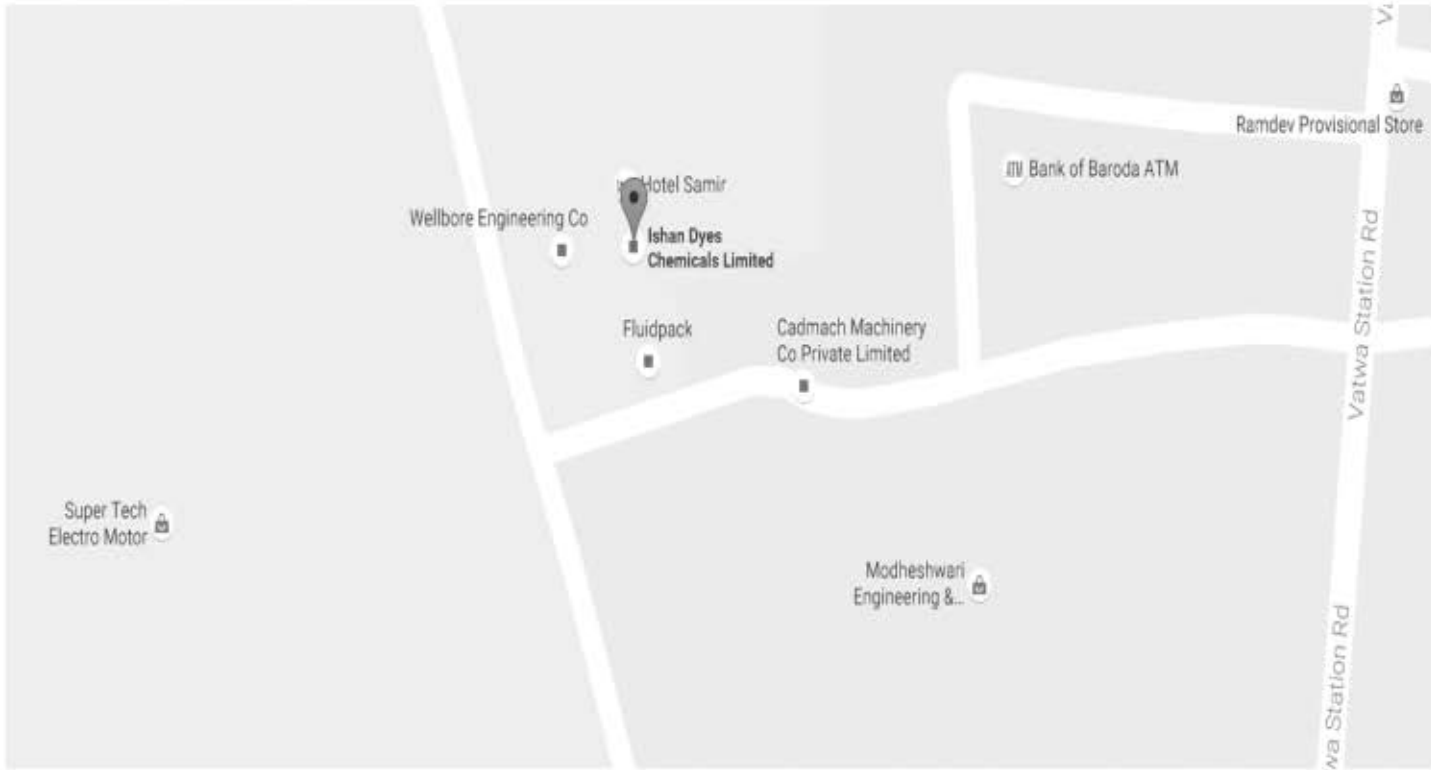 Ramdev Provisional Store
Bank of Baroda ATM
Hotel Samir
Wellbore Engineering Co
Ishan Dyes
Chemicals Limited
Vatwa Station Rd
Fluidpack
Cadmach Machinery
Co Private Limited
Super Tech
Electro Motor
Modheshwari
Engineering &...
Station Rd